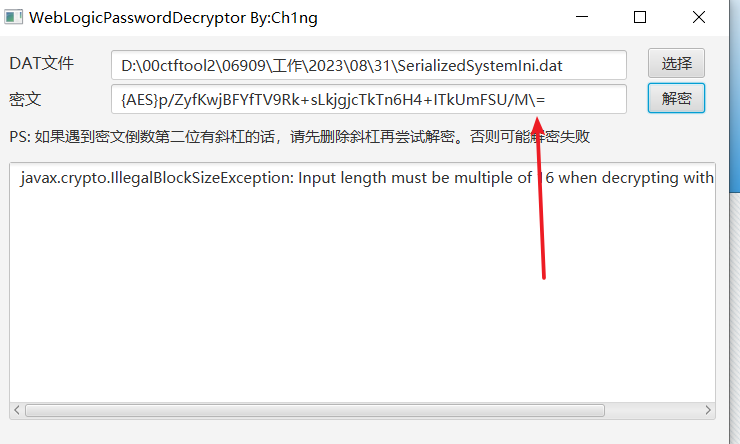 WebLogicPasswordDecryptor By:Ch1ng
DAT文件 D:\00ctftool2\06909\工作\2023\08\31\SerializedSystemIni.dat 选择
密文 {AES}p/ZyfKwjBFYfTV9Rk+sLkjgjcTkTn6H4+ITkUmFSU/M\= 解密
PS: 如果遇到密文倒数第二位有斜杠的话，请先删除斜杠再尝试解密。否则可能解密失败
javax.crypto.IllegalBlockSizeException: Input length must be multiple of 16 when decrypting with